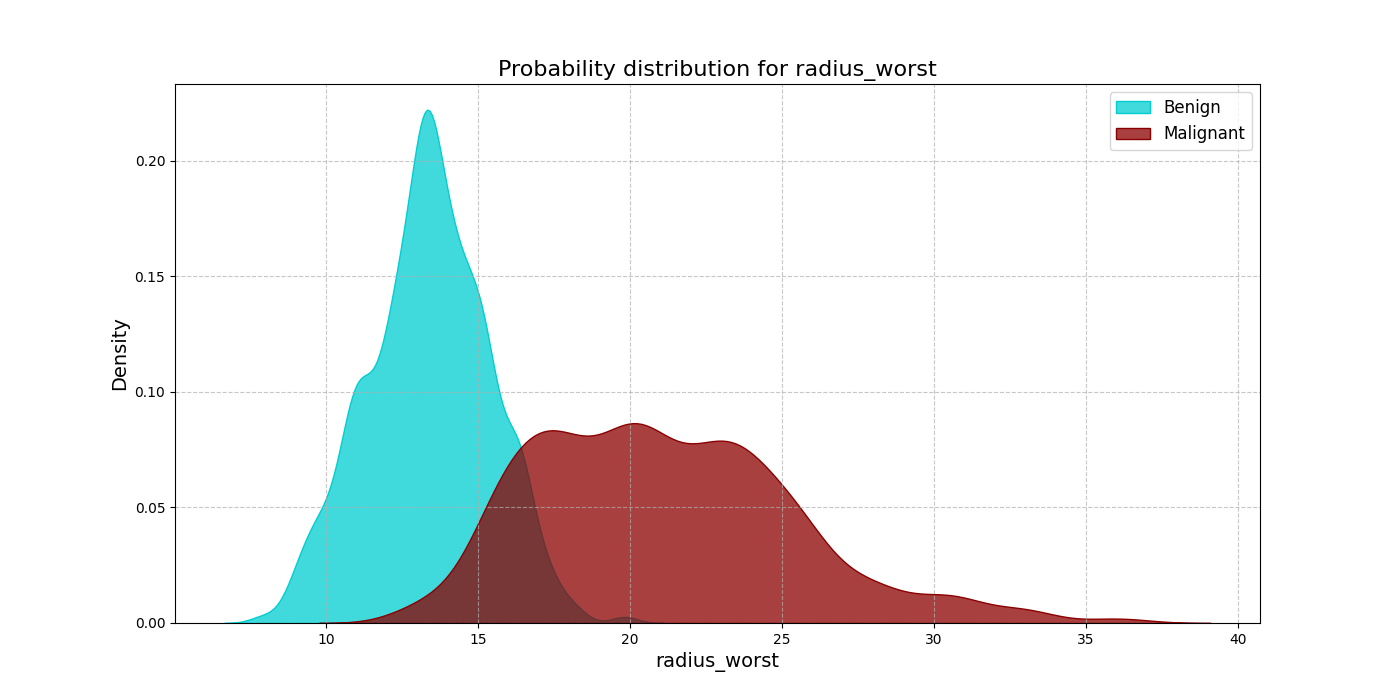 Probability distribution for radius_worst
Benign
Malignant
0.20
0.15
0.10
0.05
0.00
Density
10 15 20 25 30 35 40
radius_worst